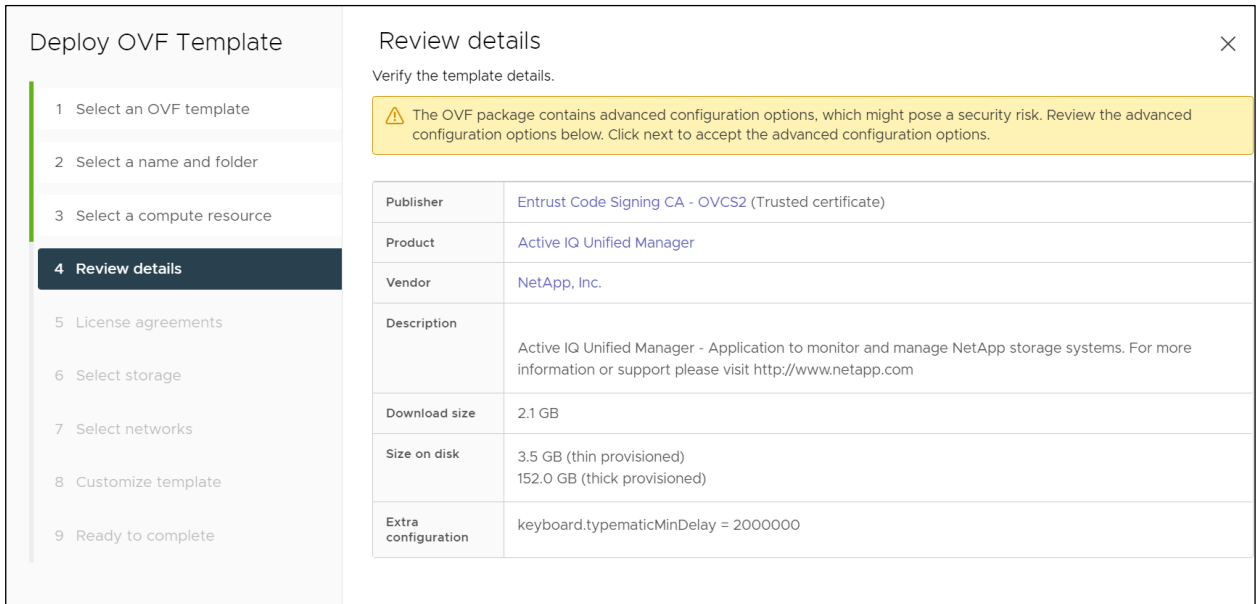 Deploy OVF Template
1 Select an OVF template
2 Select a name and folder
3 Select a compute resource
4 Review details
5 License agreements
6 Select storage
7 Select networks
8 Customize template
9 Ready to complete
Review details
Verify the template details.
The OVF package contains advanced configuration options, which might pose a security risk. Review the advanced
configuration options below. Click next to accept the advanced configuration options.
Publisher Entrust Code Signing CA - OVCS2 (Trusted certificate)
Product Active IQ Unified Manager
Vendor NetApp, Inc.
Description
Active IQ Unified Manager - Application to monitor and manage NetApp storage systems. For more
information or support please visit http://www.netapp.com
Download size 2.1 GB
Size on disk 3.5 GB (thin provisioned)
152.0 GB (thick provisioned)
Extra
configuration keyboard.typematicMinDelay = 2000000